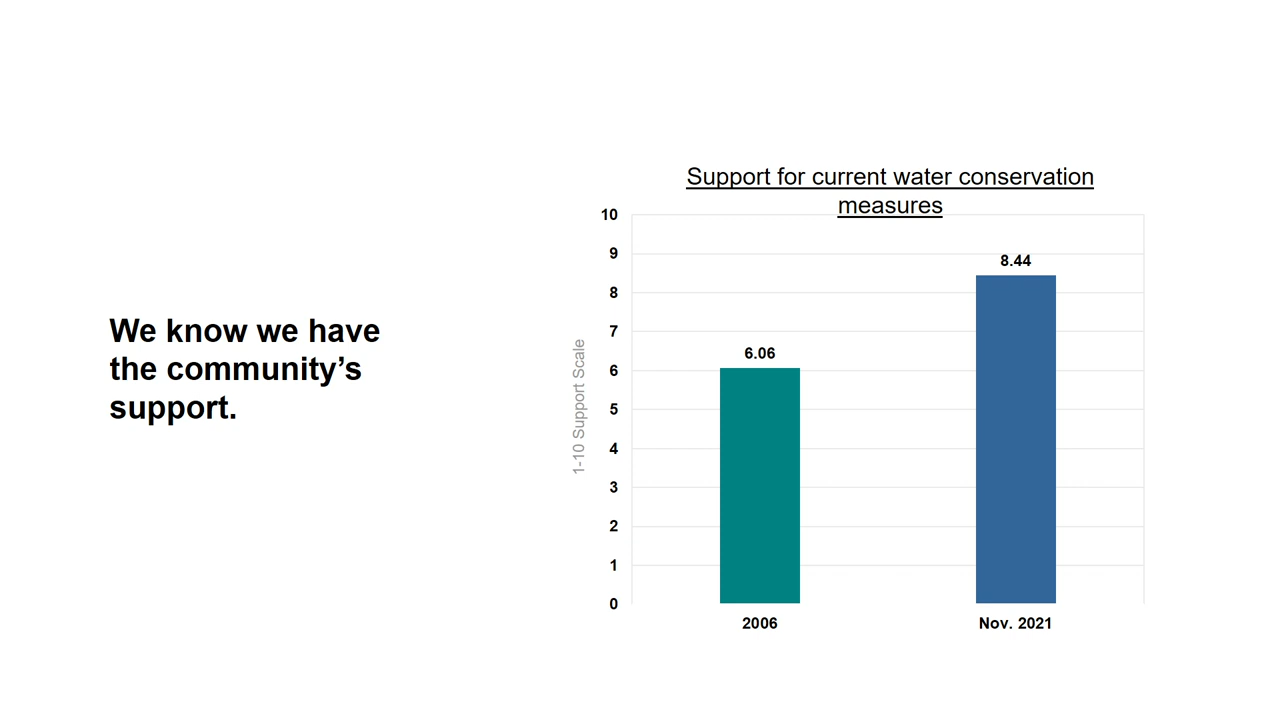 We know we have
the community’s
support.
Support for current water conservation
measures
1-10 Support Scale
10
9
8
7
6
5
4
3
2
1
0
6.06
8.44
2006
Nov. 2021